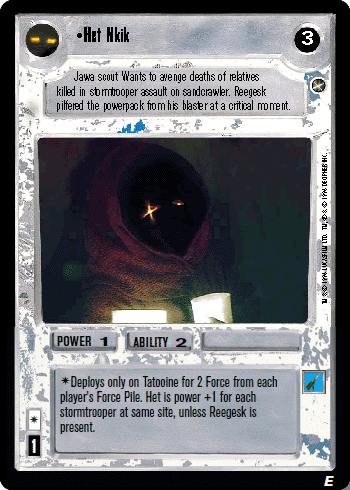 •Het Nkik
3
Jawa scout Wants to avenge deaths of relatives
killed in stormtrooper assault on sandcrawler. Reegesk
pilfered the powerpack from his blaster at a critical moment.
POWER 1 ABILITY 2
✴Deploys only on Tatooine for 2 Force from each
player's Force Pile. Het is power +1 for each
stormtrooper at same site, unless Reegesk is
present.
1
E